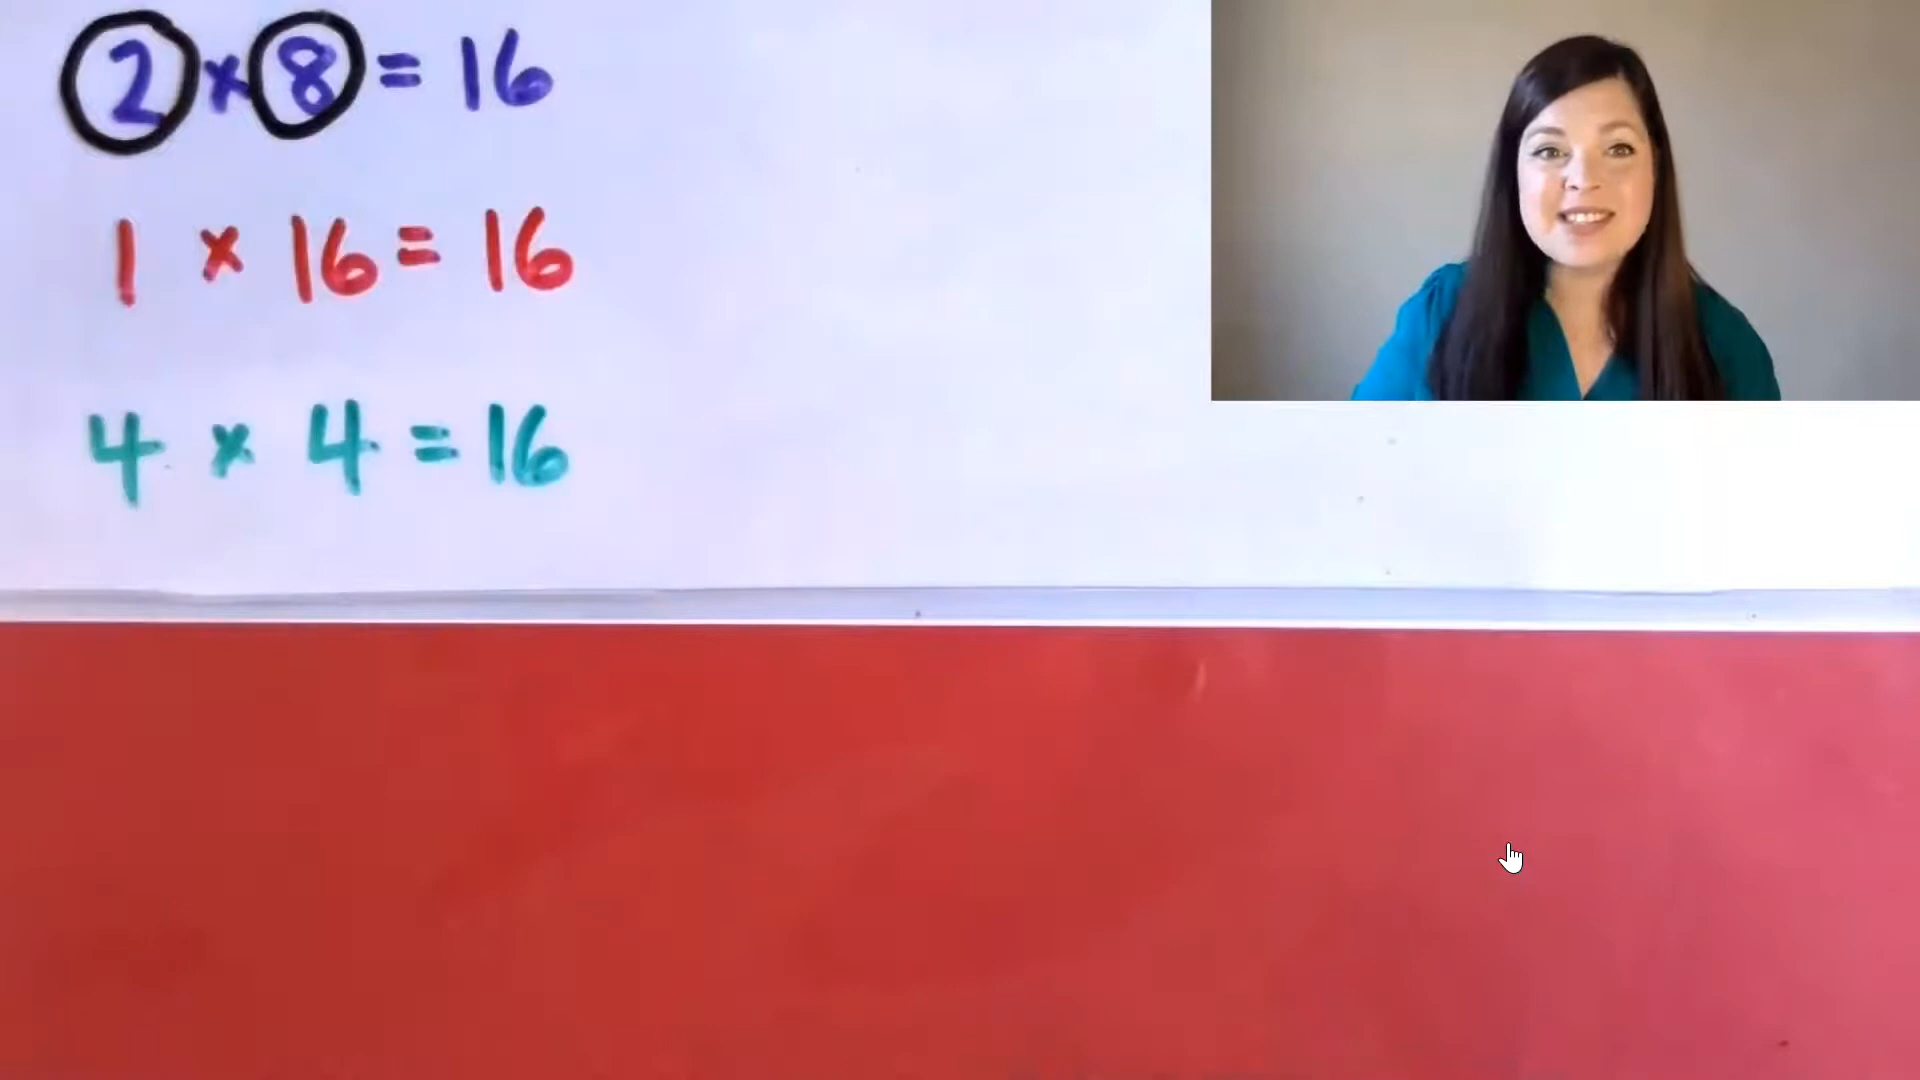 2 x 8 = 16
1 x 16 = 16
4 x 4 = 16